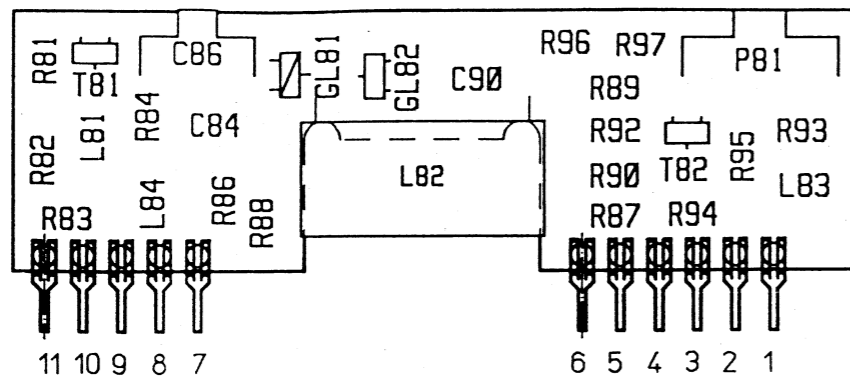 R81
T81
C86
GL81
GL82
C90
R96
R97
P81
R89
R82
L81
R84
C84
R92
T82
R95
R93
L82
R90
L83
R83
L84
R86
R88
R87
R94
11 10 9 8 7
6 5 4 3 2 1